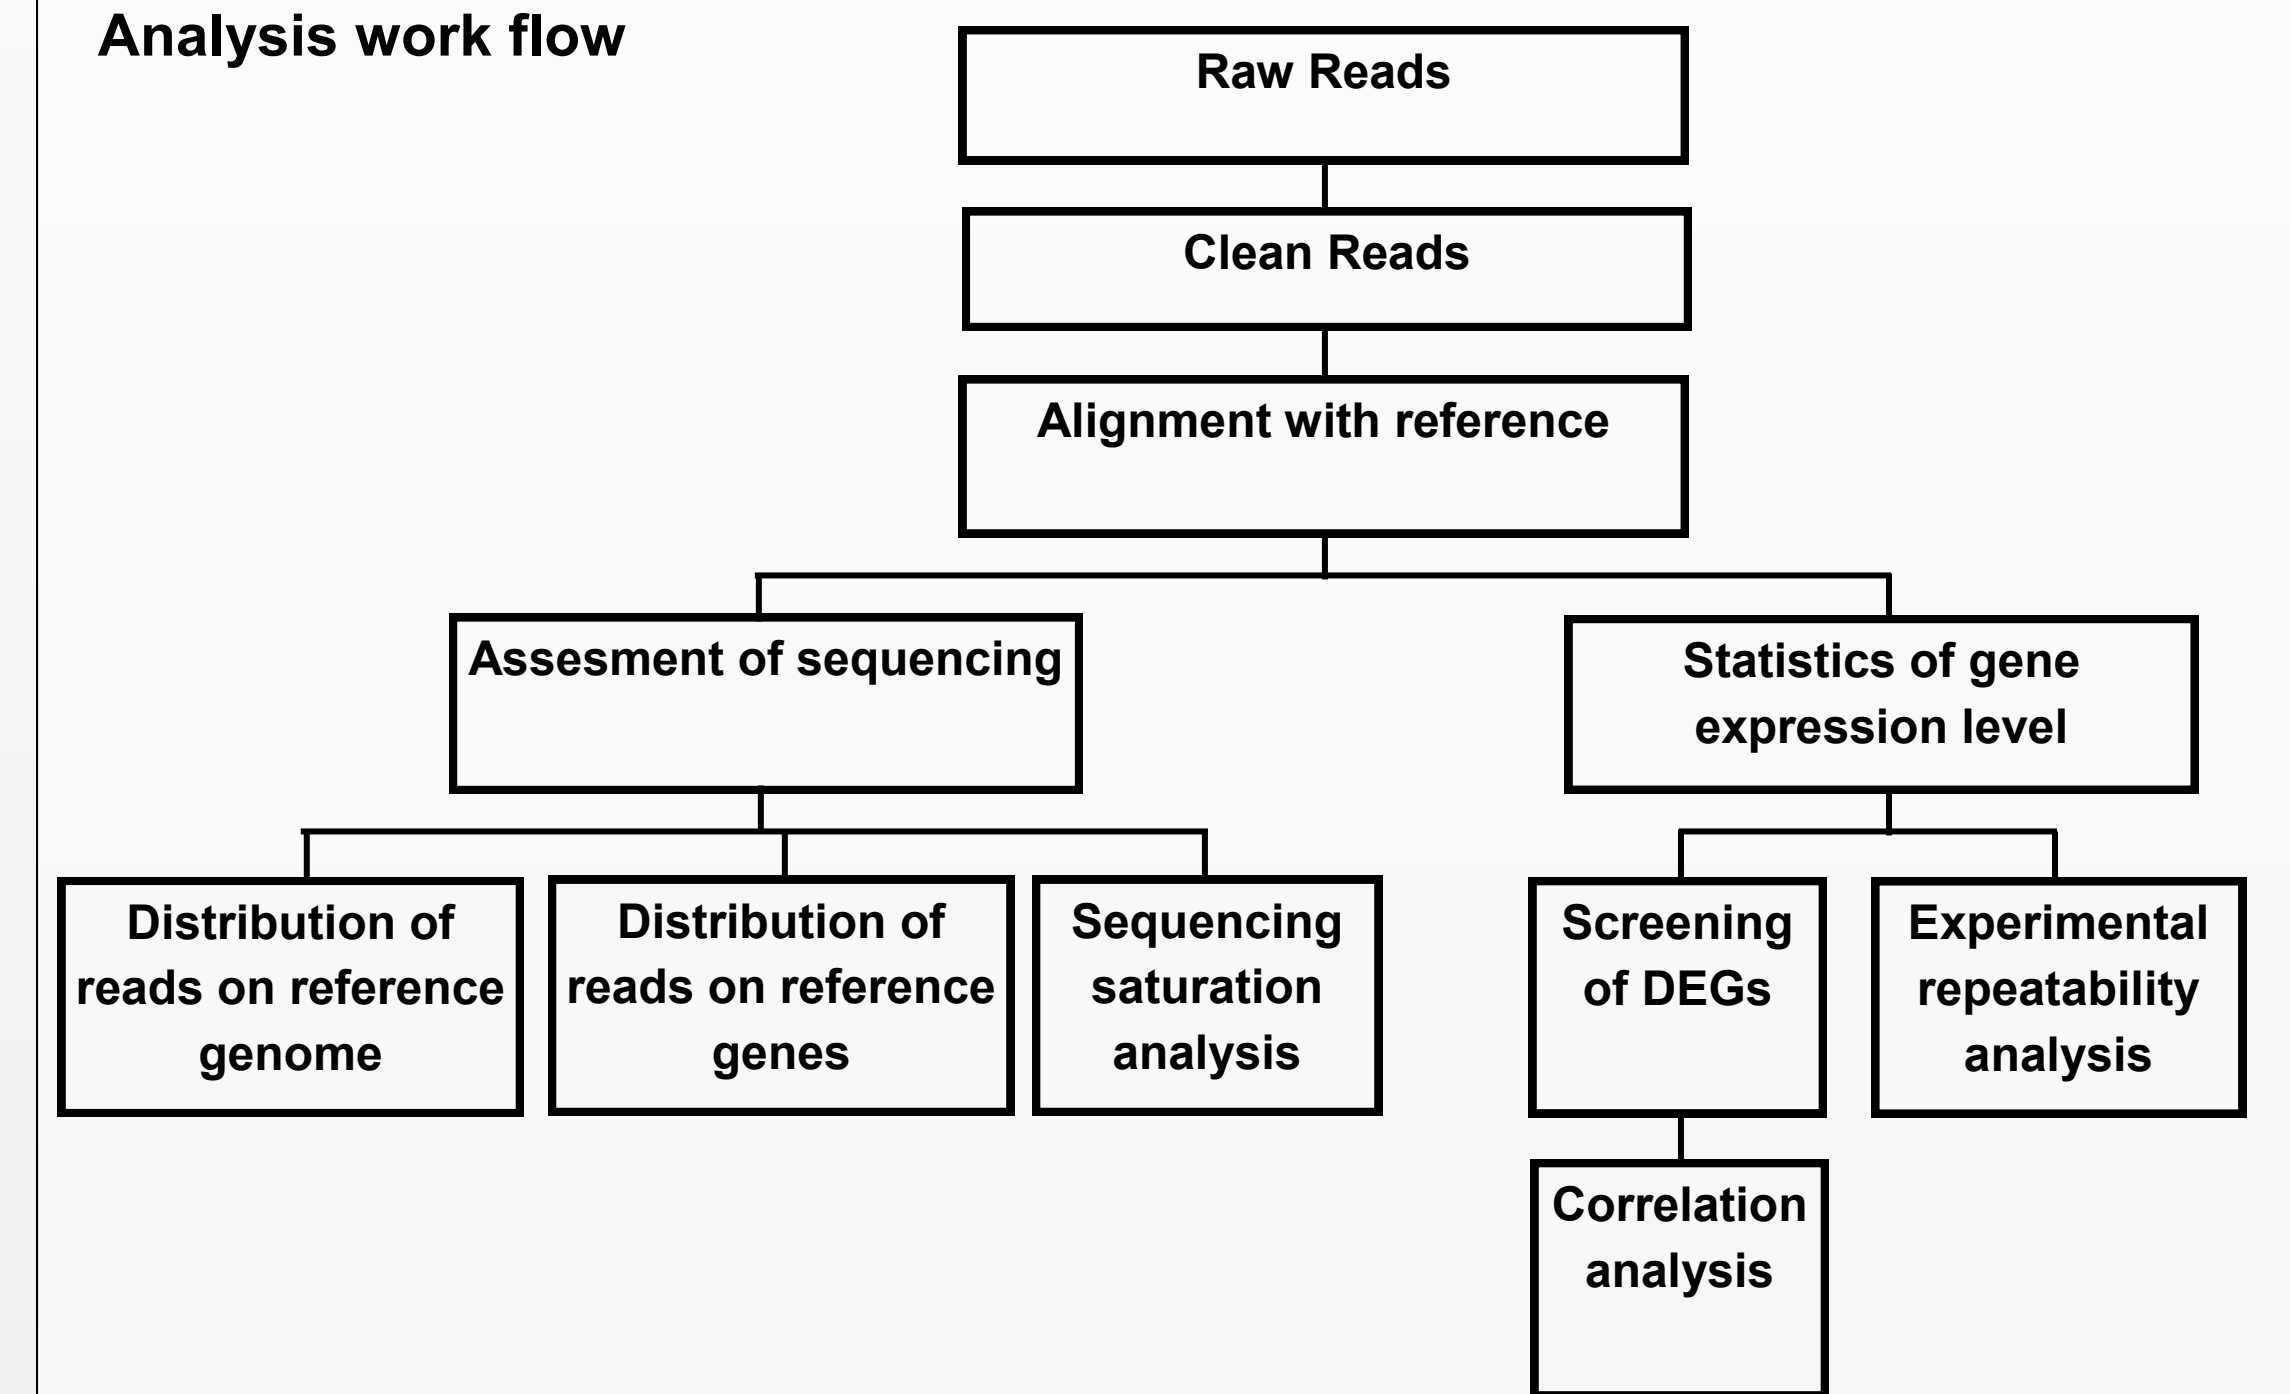 Analysis work flow
Raw Reads
Clean Reads
Alignment with reference
Assesment of sequencing
Statistics of gene
expression level
Distribution of
reads on reference
genome
Distribution of
reads on reference
genes
Sequencing
saturation
analysis
Screening
of DEGs
Experimental
repeatability
analysis
Correlation
analysis